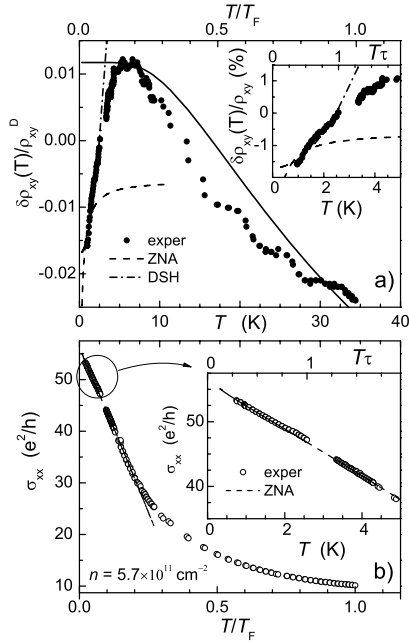 T/T_F
0.0 0.5 1.0
0.01
0.00
-0.01
-0.02
δρ_xy(T)/ρ_xy^D
0 1 Tτ
1
0
-1
δρ_xy(T)/ρ_xy (%)
0 2 4
T (K)
exper
ZNA
DSH
a)
0 10 20 30 40
T (K)
50
40
30
20
10
σ_xx (e²/h)
0 1 Tτ
50
40
σ_xx (e²/h)
exper
ZNA
0 2 4
T (K)
n = 5.7×10¹¹ cm⁻²
b)
0.0 0.5 1.0
T/T_F